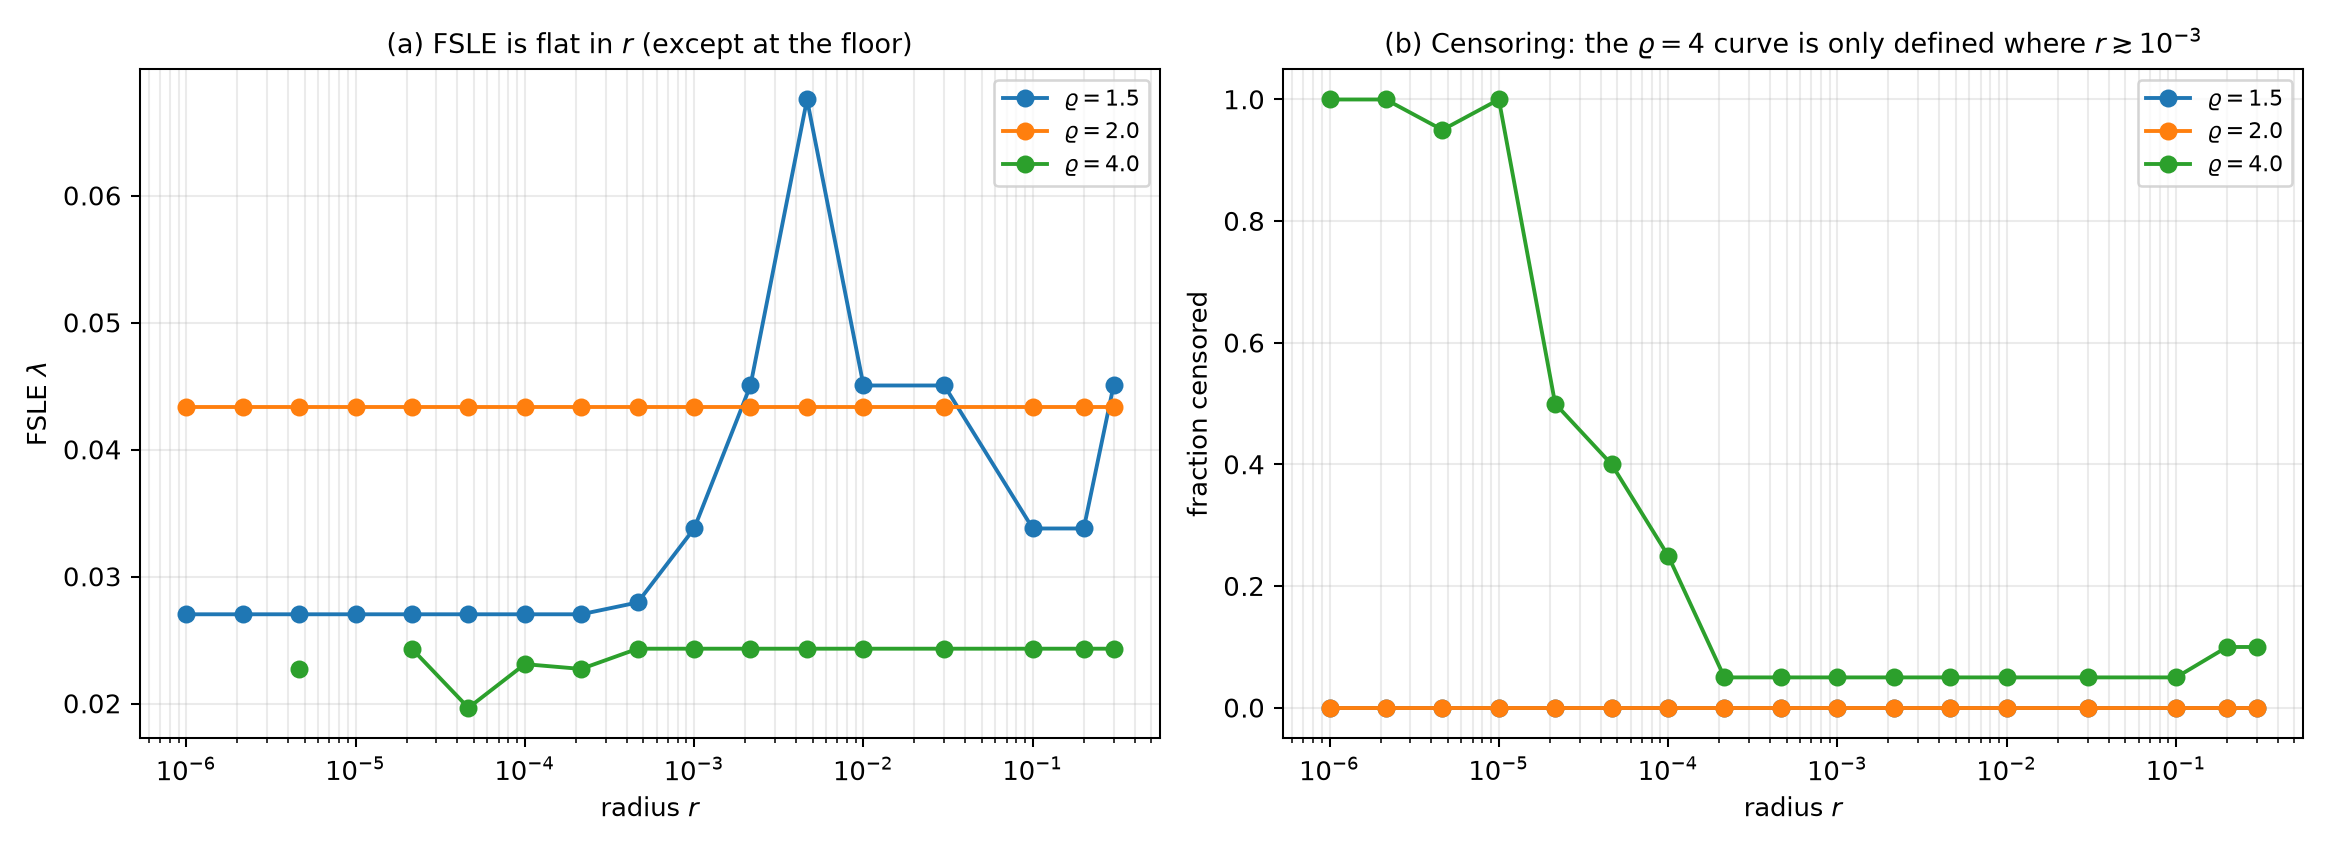 (a) FSLE is flat in r (except at the floor)
FSLE λ
0.06
0.05
0.04
0.03
0.02
10⁻⁶ 10⁻⁵ 10⁻⁴ 10⁻³ 10⁻² 10⁻¹
radius r
ϱ = 1.5
ϱ = 2.0
ϱ = 4.0
(b) Censoring: the ϱ = 4 curve is only defined where r ≳ 10⁻³
fraction censored
1.0
0.8
0.6
0.4
0.2
0.0
10⁻⁶ 10⁻⁵ 10⁻⁴ 10⁻³ 10⁻² 10⁻¹
radius r
ϱ = 1.5
ϱ = 2.0
ϱ = 4.0